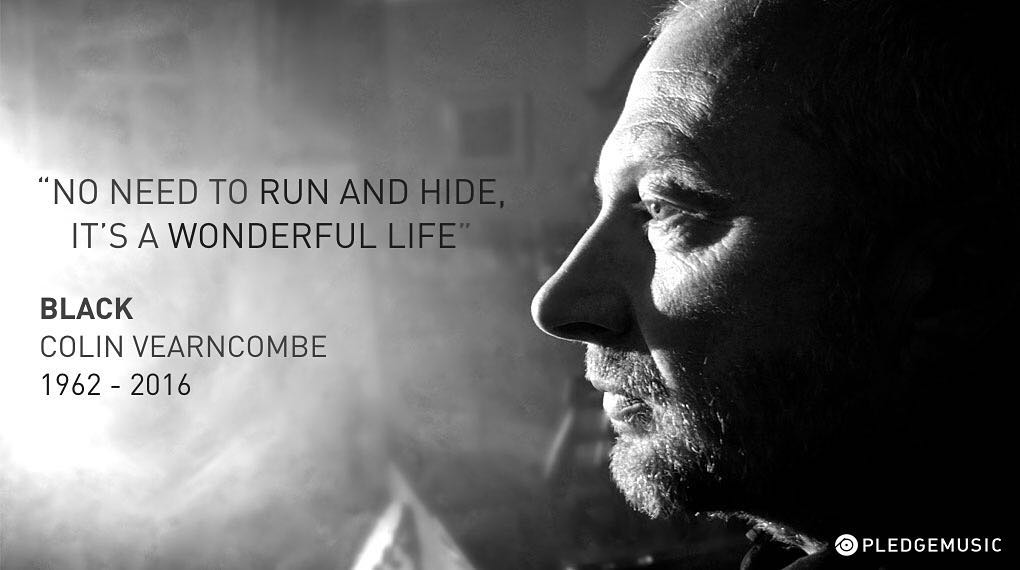 “NO NEED TO RUN AND HIDE,
IT’S A WONDERFUL LIFE”
BLACK
COLIN VEARNCOMBE
1962 - 2016
PLEDGEMUSIC